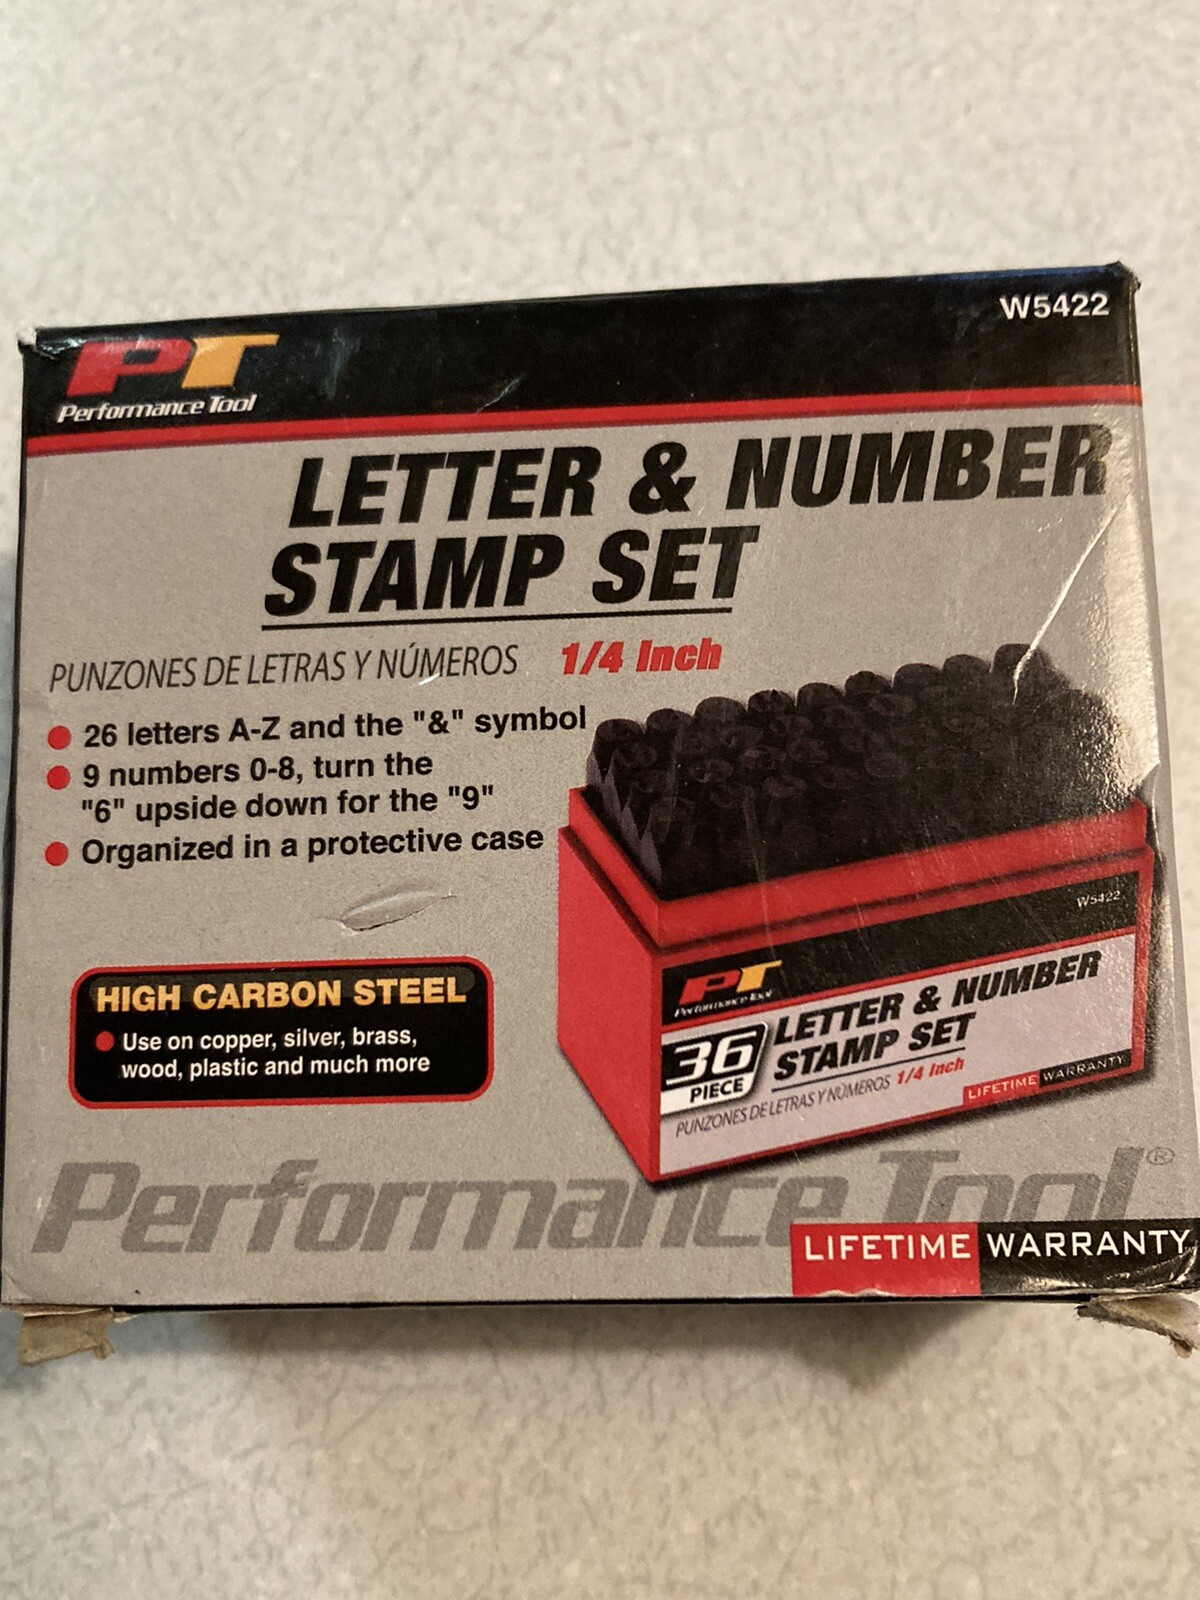 W5422
PT
Performance Tool
LETTER & NUMBER
STAMP SET
PUNZONES DE LETRAS Y NÚMEROS 1/4 Inch
26 letters A-Z and the "&" symbol
9 numbers 0-8, turn the
"6" upside down for the "9"
Organized in a protective case
HIGH CARBON STEEL
Use on copper, silver, brass,
wood, plastic and much more
W5422
PT
Performance Tool
36
PIECE
LETTER & NUMBER
STAMP SET
PUNZONES DE LETRAS Y NÚMEROS 1/4 Inch
LIFETIME WARRANTY
Performance Tool®
LIFETIME WARRANTY